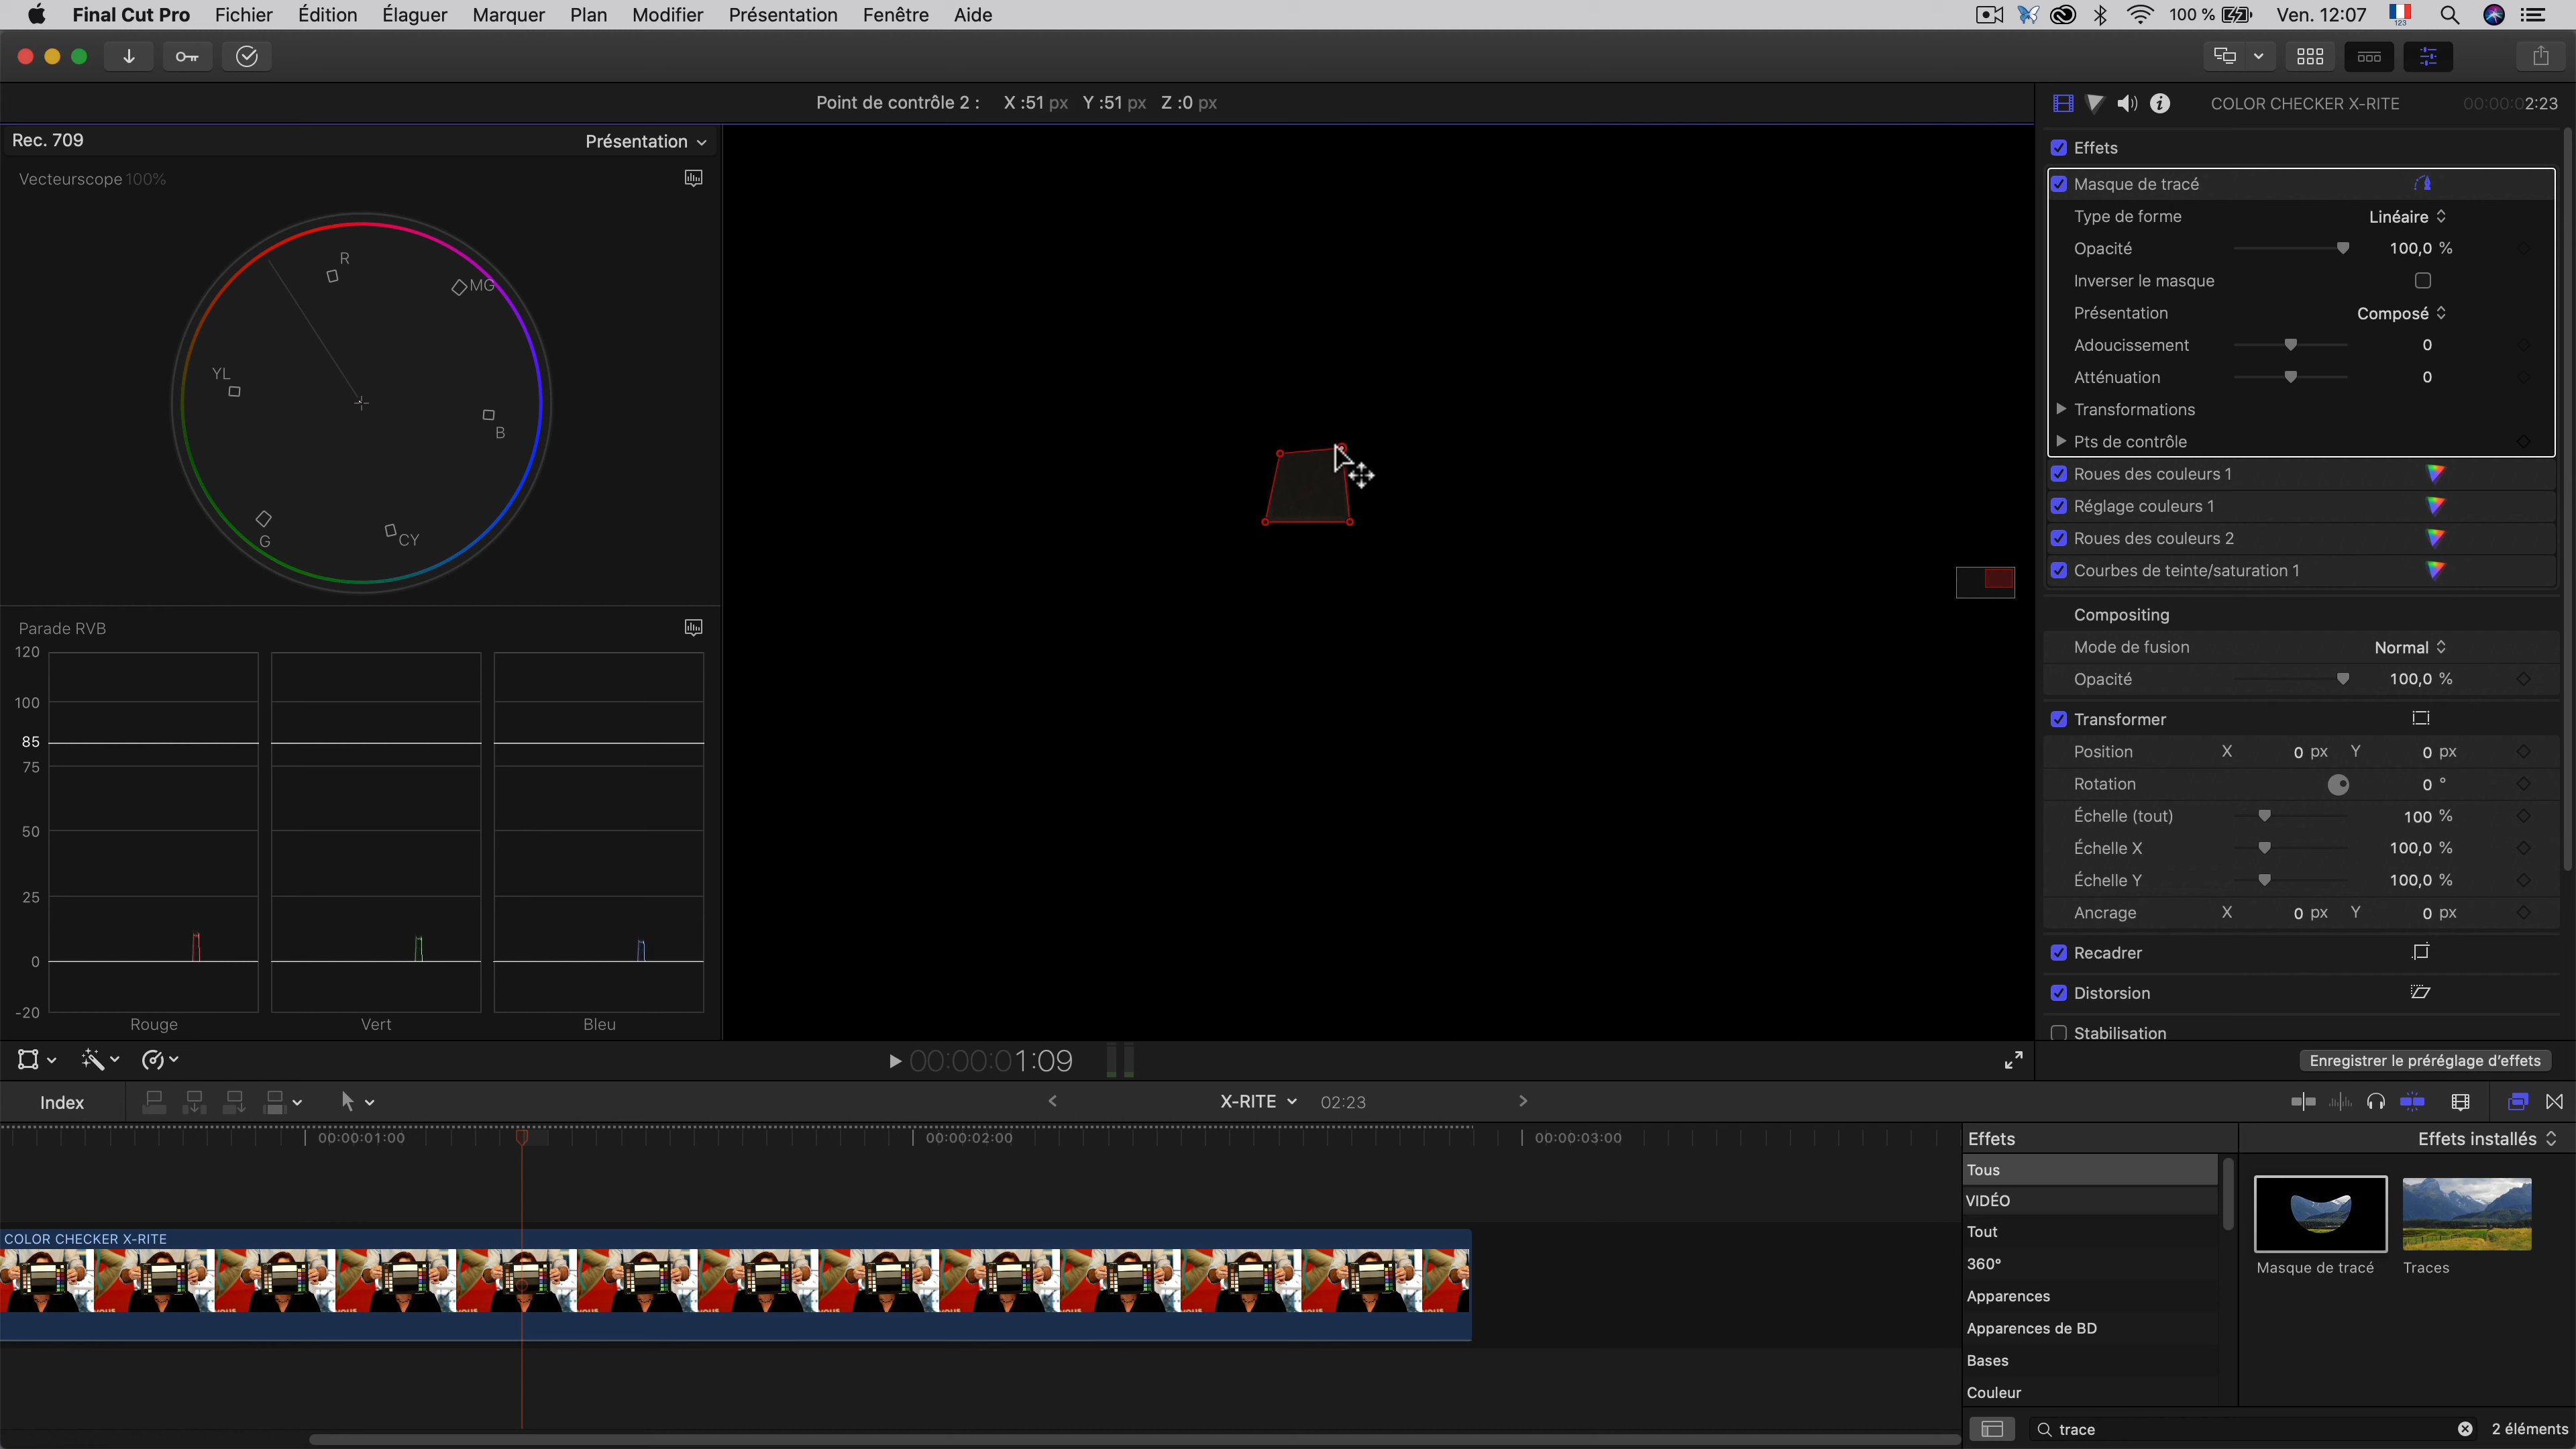 Final Cut Pro Fichier Édition Élaguer Marquer Plan Modifier Présentation Fenêtre Aide 100 % Ven. 12:07 123
Point de contrôle 2 : X :51 px Y :51 px Z :0 px
COLOR CHECKER X-RITE 00:00:02:23
Rec. 709 Présentation
Vecteurscope 100%
R
MG
YL
B
G
CY
Parade RVB
120
100
85
75
50
25
0
-20
Rouge Vert Bleu
Effets
Masque de tracé
Type de forme Linéaire
Opacité 100,0 %
Inverser le masque
Présentation Composé
Adoucissement 0
Atténuation 0
Transformations
Pts de contrôle
Roues des couleurs 1
Réglage couleurs 1
Roues des couleurs 2
Courbes de teinte/saturation 1
Compositing
Mode de fusion Normal
Opacité 100,0 %
Transformer
Position X 0 px Y 0 px
Rotation 0 °
Échelle (tout) 100 %
Échelle X 100,0 %
Échelle Y 100,0 %
Ancrage X 0 px Y 0 px
Recadrer
Distorsion
Stabilisation
00:00:01:09
Enregistrer le préréglage d'effets
Index X-RITE 02:23
00:00:01:00 00:00:02:00 00:00:03:00
COLOR CHECKER X-RITE
Effets Effets installés
Tous
VIDÉO
Tout
360°
Apparences
Apparences de BD
Bases
Couleur
Masque de tracé Traces
trace 2 éléments